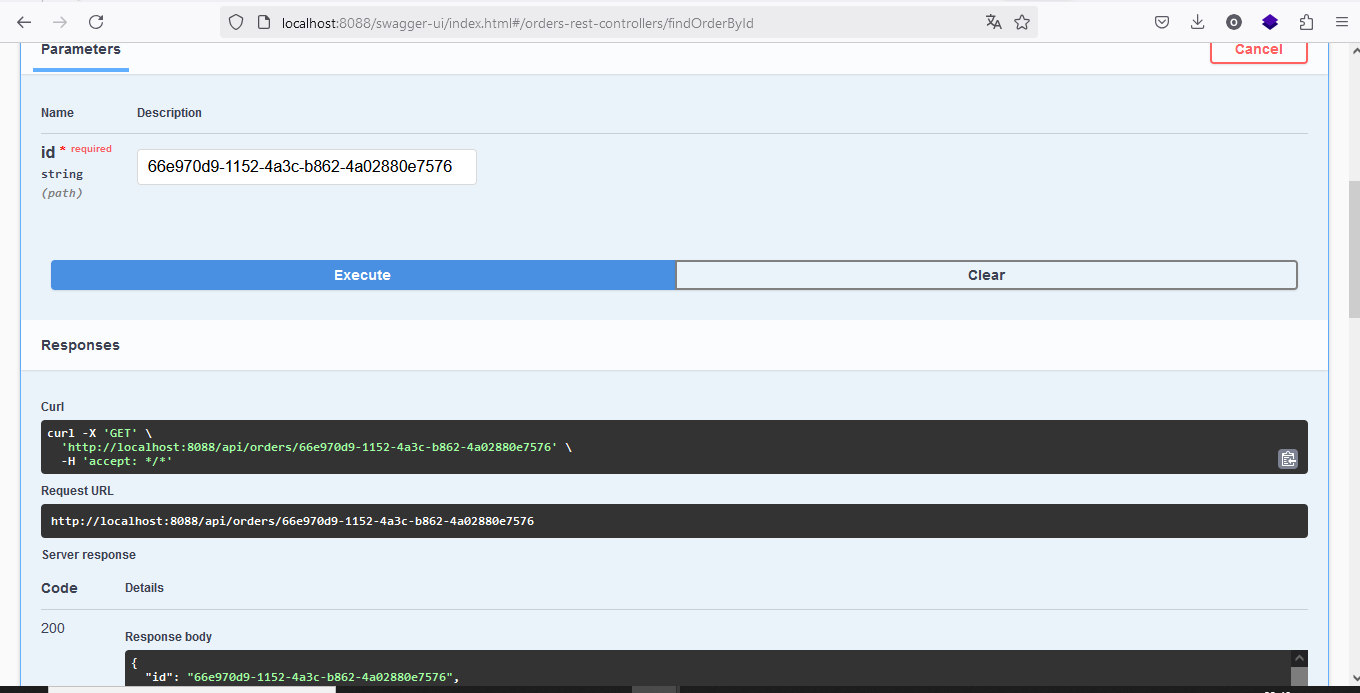 localhost:8088/swagger-ui/index.html#/orders-rest-controllers/findOrderById
O
Parameters
Cancel
Name Description
id * required
string
(path)
66e970d9-1152-4a3c-b862-4a02880e7576
Execute Clear
Responses
Curl
curl -X 'GET' \
'http://localhost:8088/api/orders/66e970d9-1152-4a3c-b862-4a02880e7576' \
-H 'accept: */*'
Request URL
http://localhost:8088/api/orders/66e970d9-1152-4a3c-b862-4a02880e7576
Server response
Code Details
200
Response body
{
"id": "66e970d9-1152-4a3c-b862-4a02880e7576",